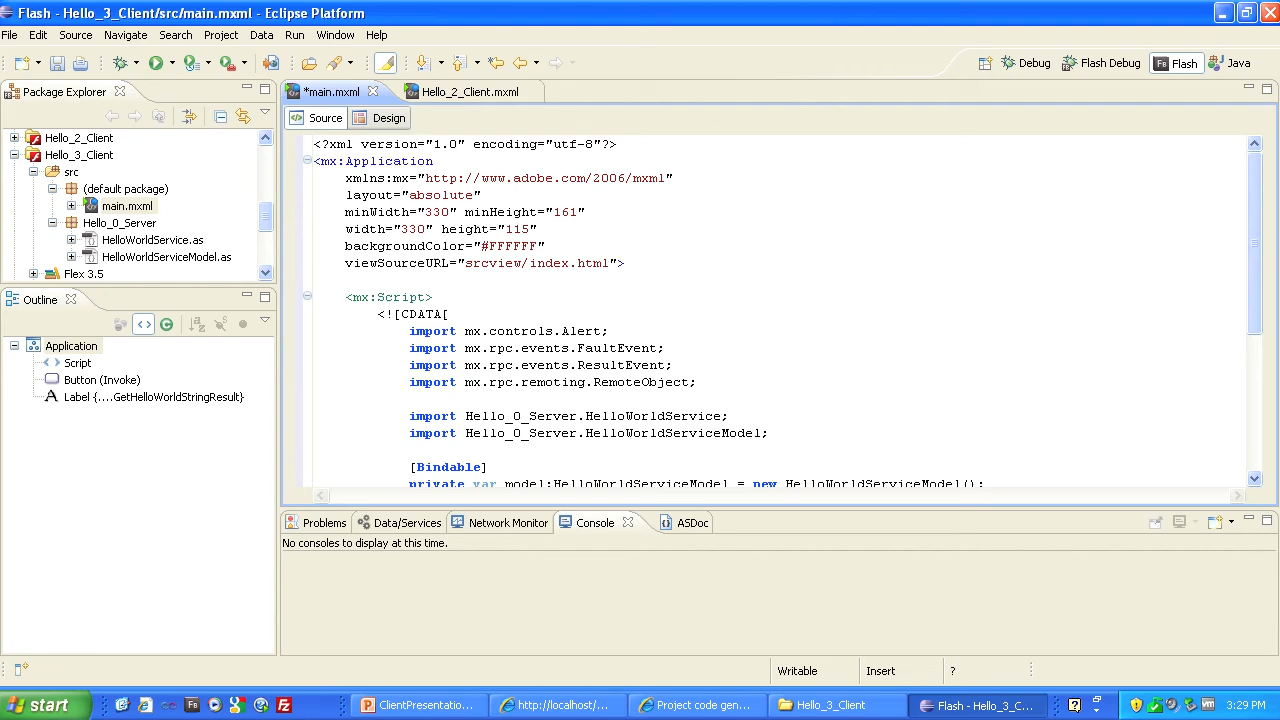 Flash - Hello_3_Client/src/main.mxml - Eclipse Platform
File Edit Source Navigate Search Project Data Run Window Help
Debug Flash Debug Fb Flash Java
Package Explorer
*main.mxml Hello_2_Client.mxml
Source Design
Hello_2_Client
Hello_3_Client
src
(default package)
main.mxml
Hello_0_Server
HelloWorldService.as
HelloWorldServiceModel.as
Flex 3.5
<?xml version="1.0" encoding="utf-8"?>
<mx:Application
xmlns:mx="http://www.adobe.com/2006/mxml"
layout="absolute"
minWidth="330" minHeight="161"
width="330" height="115"
backgroundColor="#FFFFFF"
viewSourceURL="srcview/index.html">
<mx:Script>
<![CDATA[
import mx.controls.Alert;
import mx.rpc.events.FaultEvent;
import mx.rpc.events.ResultEvent;
import mx.rpc.remoting.RemoteObject;
import Hello_0_Server.HelloWorldService;
import Hello_0_Server.HelloWorldServiceModel;
[Bindable]
private var model:HelloWorldServiceModel = new HelloWorldServiceModel();
Outline
Application
Script
Button (Invoke)
Label {....GetHelloWorldStringResult}
Problems Data/Services Network Monitor Console ASDoc
No consoles to display at this time.
Writable Insert ?
start Fb ClientPresentatio... http://localhost/... Project code gen... Hello_3_Client Flash - Hello_3_C... 3:29 PM